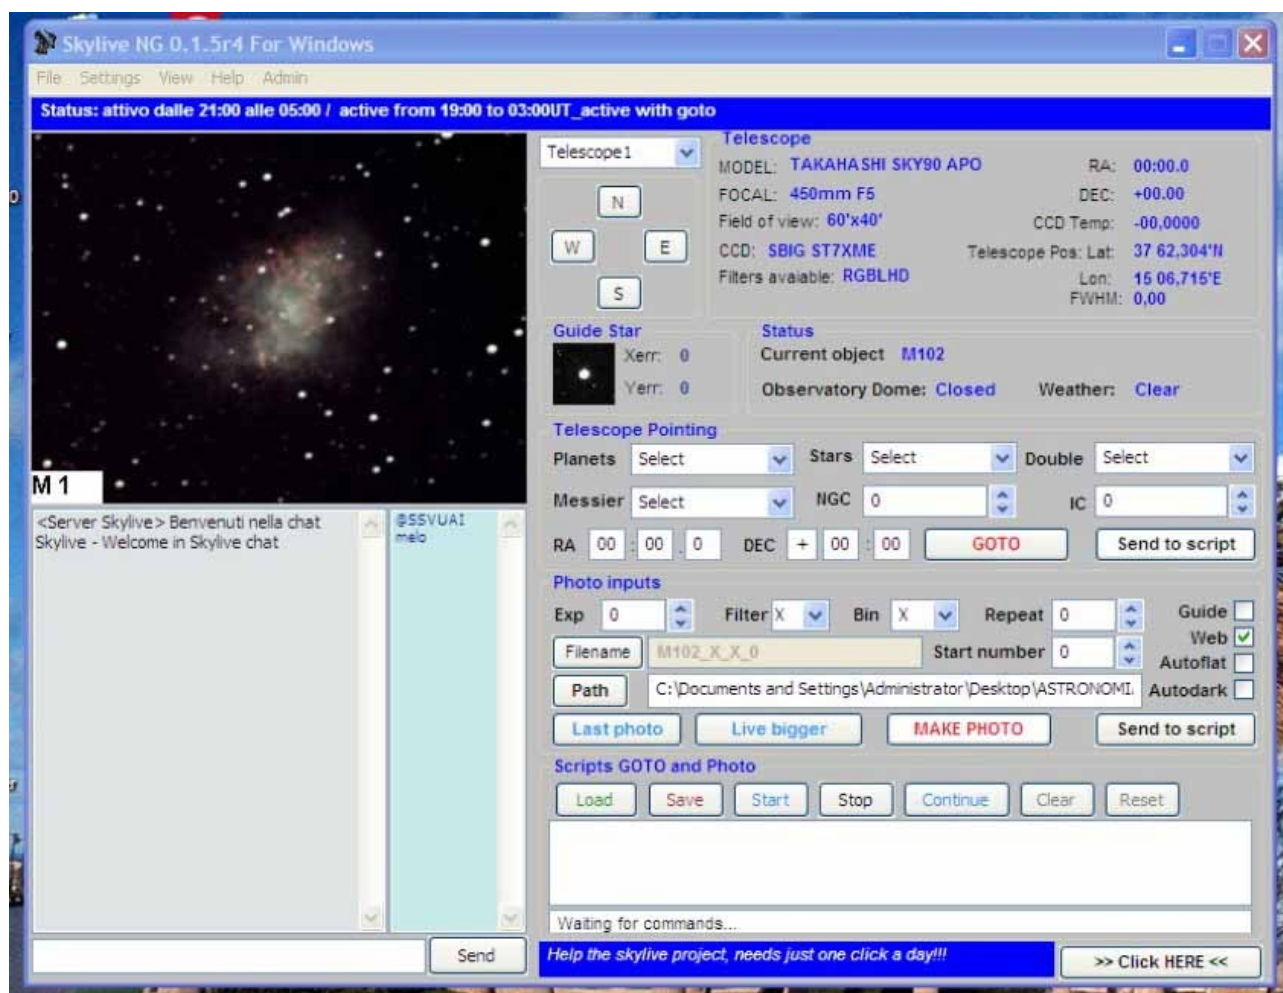 Skylive NG 0.1.5r4 For Windows
File Settings View Help Admin
Status: attivo dalle 21:00 alle 05:00 / active from 19:00 to 03:00UT_active with goto
Telescope1
N
W E
S
Telescope
MODEL: TAKAHASHI SKY90 APO RA: 00:00.0
FOCAL: 450mm F5 DEC: +00.00
Field of view: 60'x40' CCD Temp: -00,0000
CCD: SBIG ST7XME Telescope Pos: Lat: 37 62,304'N
Filters avaiable: RGBLHD Lon: 15 06,715'E
FWHM: 0,00
Guide Star
Xerr: 0
Yerr: 0
Status
Current object M102
Observatory Dome: Closed Weather: Clear
M 1
Telescope Pointing
Planets Select Stars Select Double Select
Messier Select NGC 0 IC 0
RA 00 : 00 . 0 DEC + 00 : 00 GOTO Send to script
<Server Skylive> Benvenuti nella chat
Skylive - Welcome in Skylive chat
@SSVUAI
melo
Photo inputs
Exp 0 Filter X Bin X Repeat 0 Guide
Web
Filename M102_X_X_0 Start number 0
Autoflat
Path C:\Documents and Settings\Administrator\Desktop\ASTRONOMI. Autodark
Last photo Live bigger MAKE PHOTO Send to script
Scripts GOTO and Photo
Load Save Start Stop Continue Clear Reset
Waiting for commands...
Send
Help the skylive project, needs just one click a day!!!
>> Click HERE <<